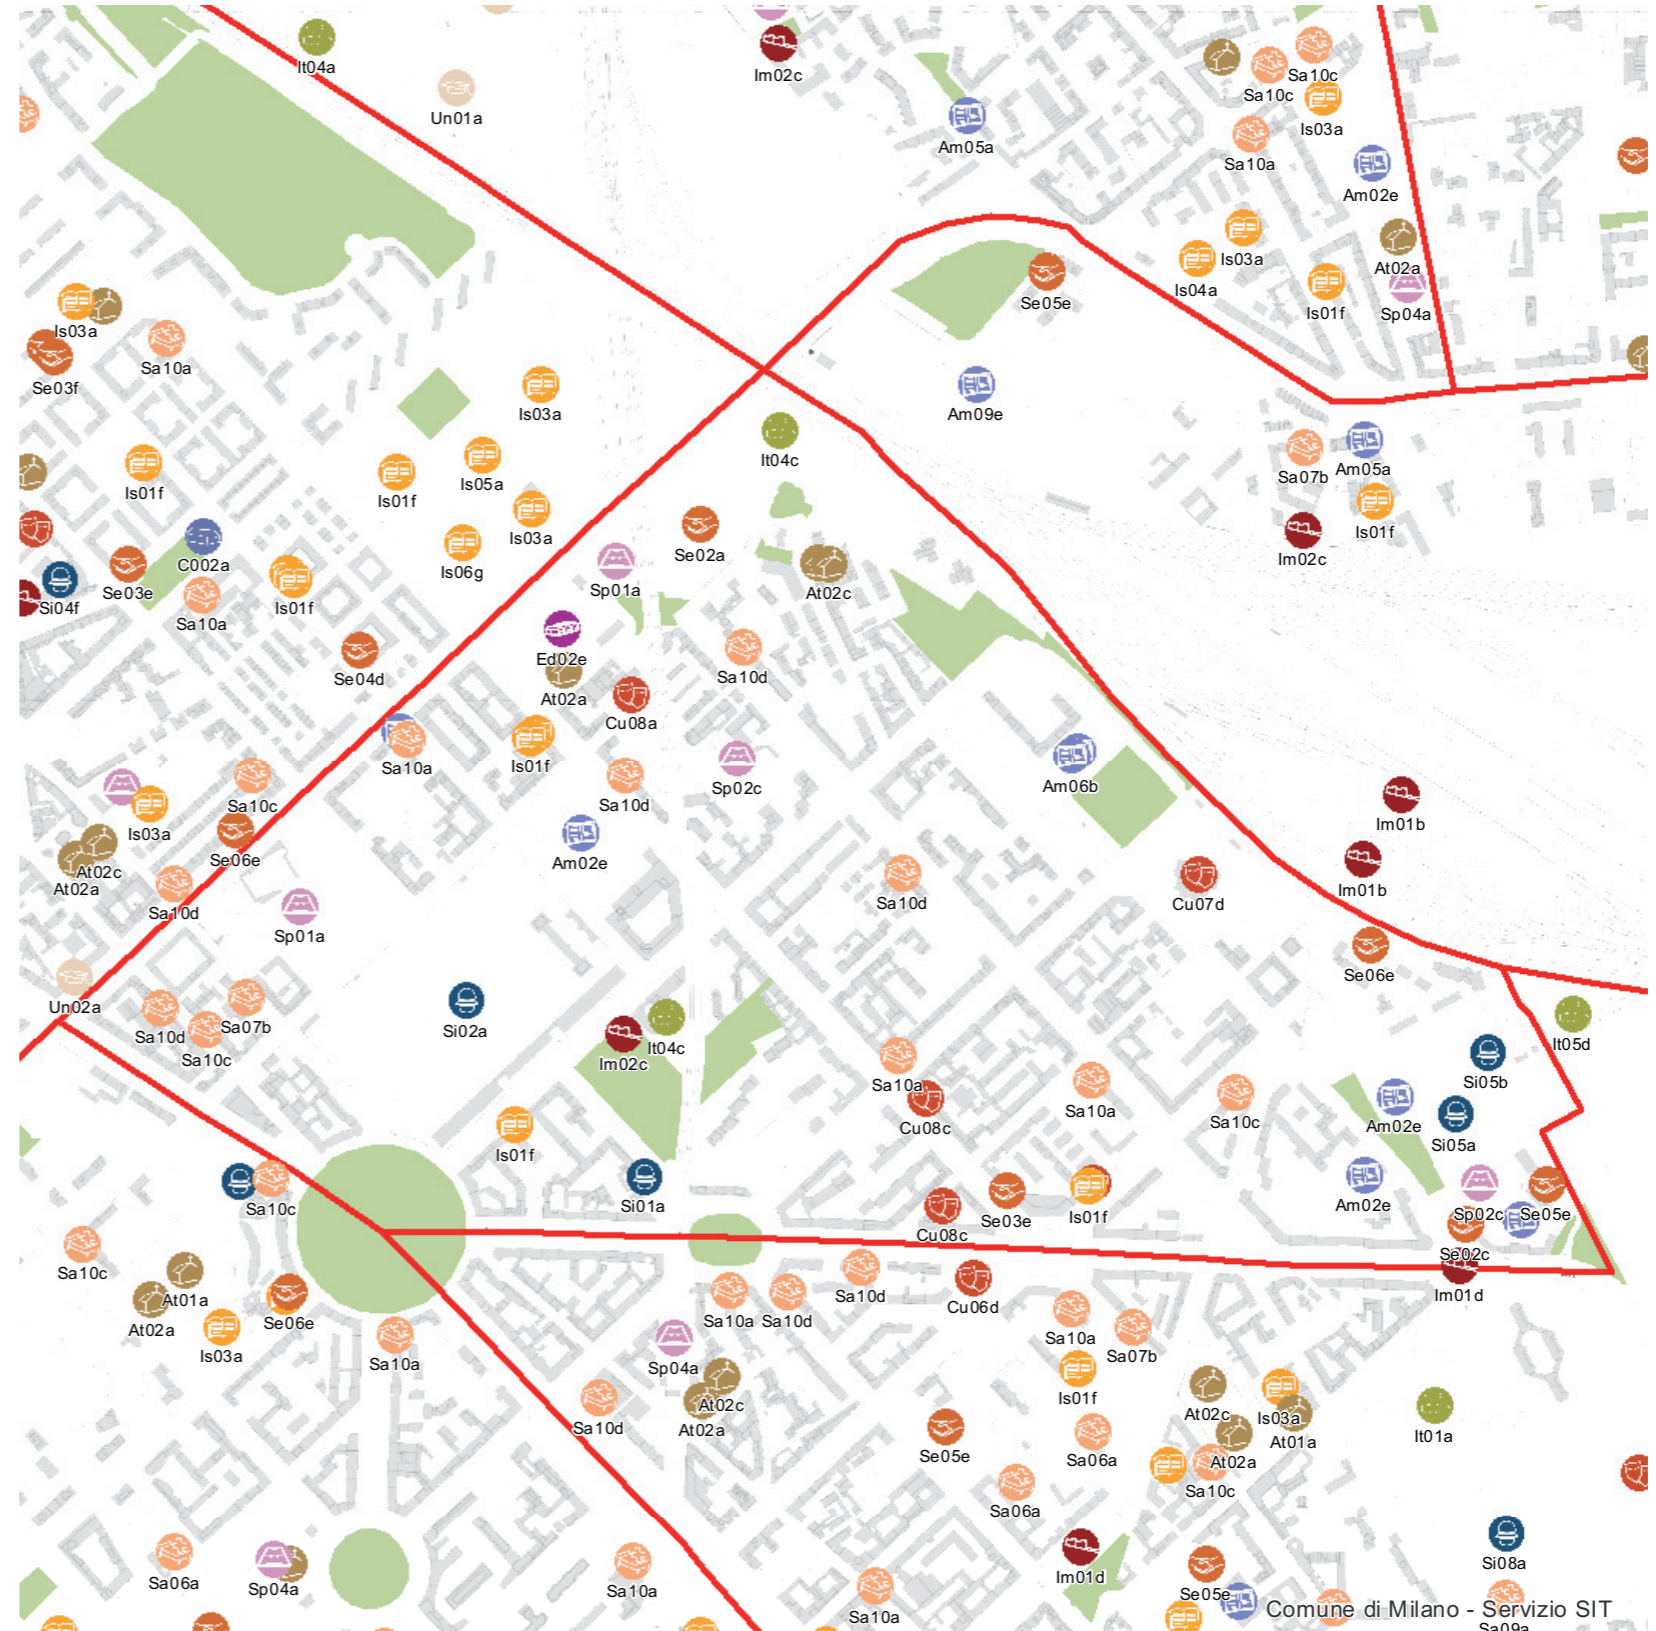 It04a
Im02c
Un01a
Sa10c
Sa10c
Is03a
Am05a
Sa10a
Am02e
Is03a
At02a
Is04a
Se05e
Is01f
Sp04a
Is03a
Sa10a
Se03f
Is03a
Am09e
It04c
Is01f
Is05a
Is01f
Sa07b
Am05a
Is03a
Is01f
Se02a
Im02c
C002a
Is06g
Se03e
Sp01a
At02c
Si04f
Is01f
Sa10a
Ed02e
Se04d
Sa10d
At02a
Cu08a
Sa10a
Is01f
Am06b
Sp02c
Sa10c
Sa10d
Im01b
Is03a
Se06e
Am02e
At02c
At02a
Im01b
Sa10d
Sa10d
Cu07d
Sp01a
Se06e
Un02a
Sa07b
Sa10d
Si02a
It04c
It05d
Sa10c
Im02c
Sa10a
Si05b
Sa10a
Sa10c
Am02e
Cu08c
Si05a
Is01f
Si01a
Am02e
Sa10c
Is01f
Se03e
Sp02c
Se05e
Cu08c
Se02c
Sa10c
Sa10d
Im01d
At01a
Cu06d
Sa10a
Sa10d
Se06e
At02a
Sa10a
Is03a
Sa10a
Sa07b
Sp04a
Is01f
At02c
At02c
Is03a
Sa10d
At02a
At01a
It01a
Se05e
Sa06a
At02a
Sa10c
Sa06a
Si08a
Sa06a
Sp04a
Sa10a
Im01d
Se05e
Sa10a
Comune di Milano - Servizio SIT
Sa09a